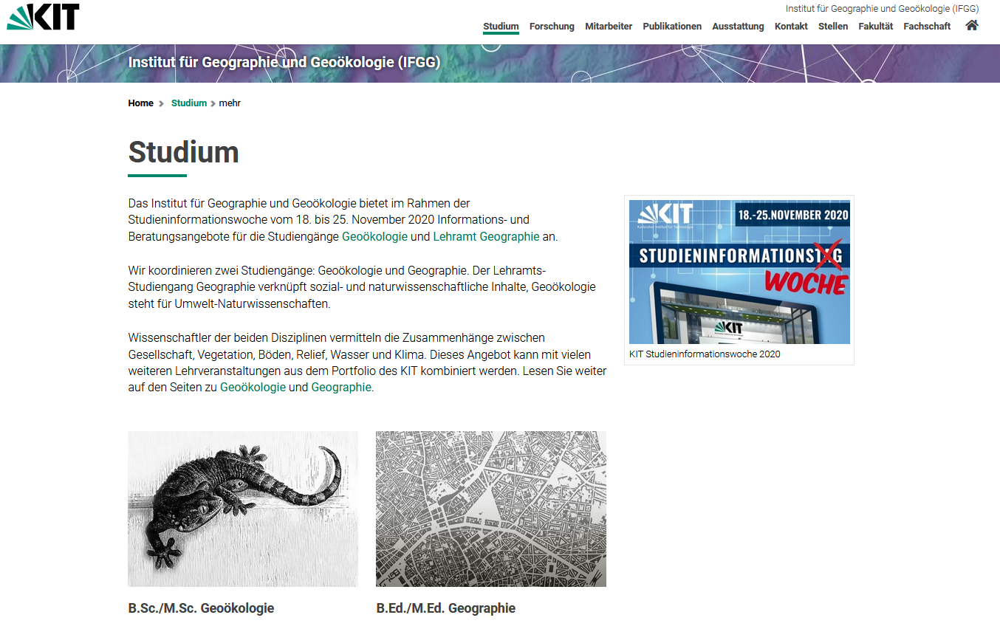 KIT
Institut für Geographie und Geoökologie (IFGG)
Studium Forschung Mitarbeiter Publikationen Ausstattung Kontakt Stellen Fakultät Fachschaft
Institut für Geographie und Geoökologie (IFGG)
Home Studium mehr
Studium
Das Institut für Geographie und Geoökologie bietet im Rahmen der
Studieninformationswoche vom 18. bis 25. November 2020 Informations- und
Beratungsangebote für die Studiengänge Geoökologie und Lehramt Geographie an.
Wir koordinieren zwei Studiengänge: Geoökologie und Geographie. Der Lehramts-
Studiengang Geographie verknüpft sozial- und naturwissenschaftliche Inhalte, Geoökologie
steht für Umwelt-Naturwissenschaften.
Wissenschaftler der beiden Disziplinen vermitteln die Zusammenhänge zwischen
Gesellschaft, Vegetation, Böden, Relief, Wasser und Klima. Dieses Angebot kann mit vielen
weiteren Lehrveranstaltungen aus dem Portfolio des KIT kombiniert werden. Lesen Sie weiter
auf den Seiten zu Geoökologie und Geographie.
KIT
Karlsruher Institut für Technologie
18.-25.NOVEMBER 2020
STUDIENINFORMATIONSTAG
WOCHE
KIT
KIT Studieninformationswoche 2020
B.Sc./M.Sc. Geoökologie
B.Ed./M.Ed. Geographie